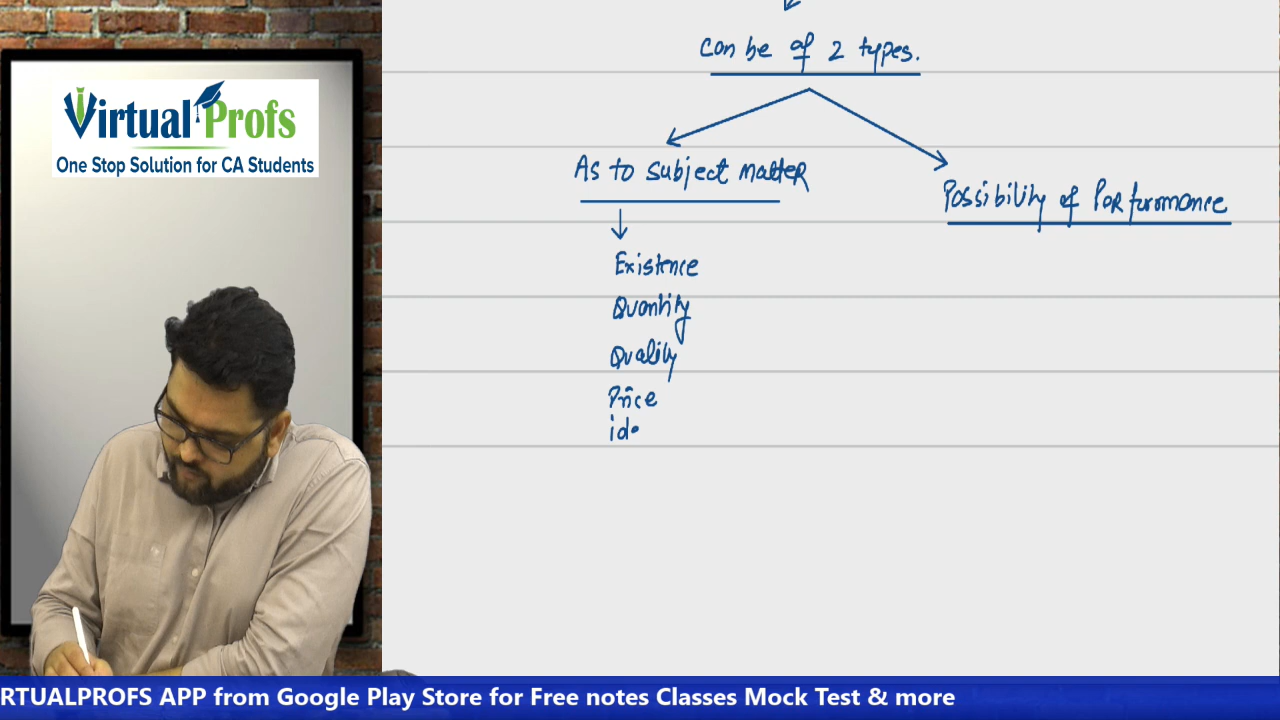 Virtual Profs
One Stop Solution for CA Students
Can be of 2 types.
As to subject matter
Possibility of Performance
Existence
Quantity
Quality
Price
ide
RTUALPROFS APP from Google Play Store for Free notes Classes Mock Test & more